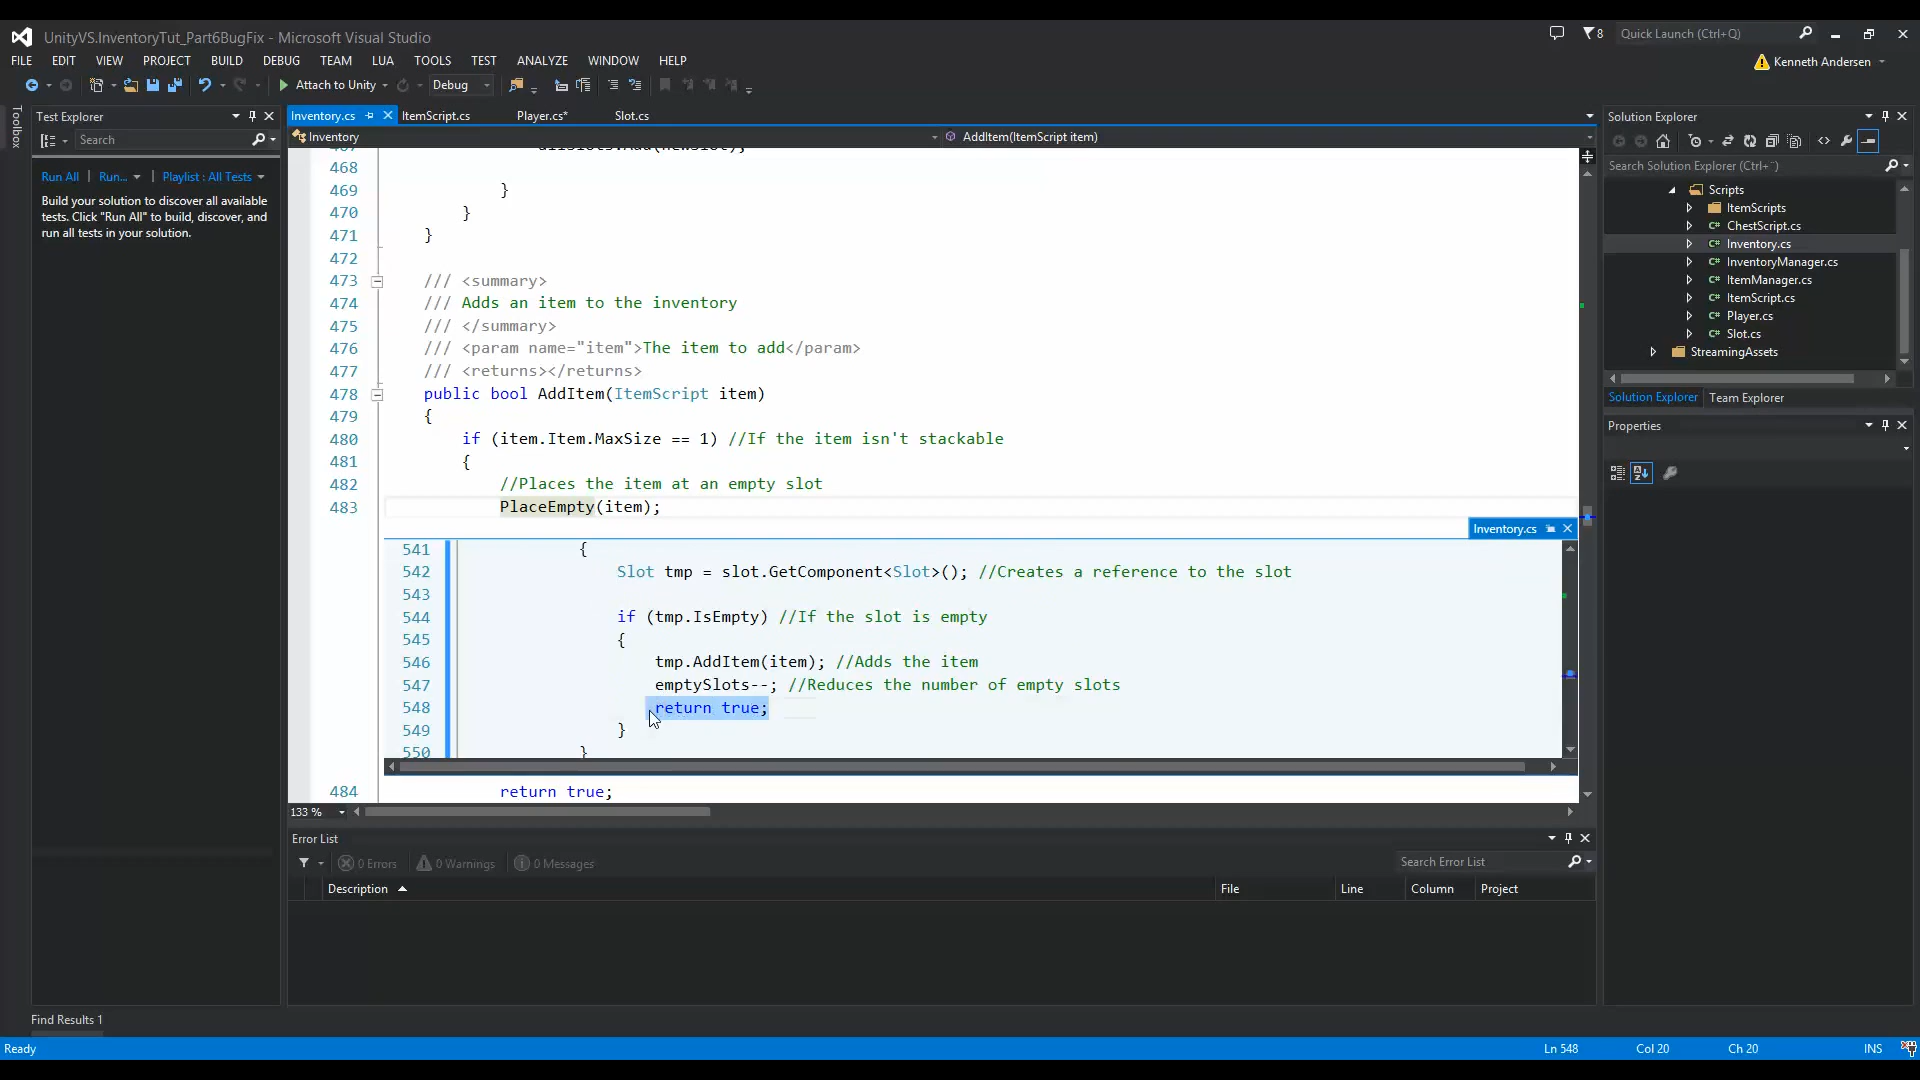 UnityVS.InventoryTut_Part6BugFix - Microsoft Visual Studio
8
Quick Launch (Ctrl+Q)
FILE EDIT VIEW PROJECT BUILD DEBUG TEAM LUA TOOLS TEST ANALYZE WINDOW HELP
Kenneth Andersen
Attach to Unity
Debug
Toolbox
Test Explorer
Search
Run All | Run... | Playlist : All Tests
Build your solution to discover all available
tests. Click "Run All" to build, discover, and
run all tests in your solution.
Inventory.cs ItemScript.cs Player.cs* Slot.cs
Inventory AddItem(ItemScript item)
467 allSlots.Add(newSlot);
468
469 }
470 }
471 }
472
473 /// <summary>
474 /// Adds an item to the inventory
475 /// </summary>
476 /// <param name="item">The item to add</param>
477 /// <returns></returns>
478 public bool AddItem(ItemScript item)
479 {
480 if (item.Item.MaxSize == 1) //If the item isn't stackable
481 {
482 //Places the item at an empty slot
483 PlaceEmpty(item);
Inventory.cs
541 {
542 Slot tmp = slot.GetComponent<Slot>(); //Creates a reference to the slot
543
544 if (tmp.IsEmpty) //If the slot is empty
545 {
546 tmp.AddItem(item); //Adds the item
547 emptySlots--; //Reduces the number of empty slots
548 return true;
549 }
550 }
484 return true;
133 %
Error List
0 Errors 0 Warnings 0 Messages
Search Error List
Description File Line Column Project
Solution Explorer
Search Solution Explorer (Ctrl+¨)
Scripts
ItemScripts
C# ChestScript.cs
C# Inventory.cs
C# InventoryManager.cs
C# ItemManager.cs
C# ItemScript.cs
C# Player.cs
C# Slot.cs
StreamingAssets
Solution Explorer Team Explorer
Properties
Find Results 1
Ready Ln 548 Col 20 Ch 20 INS